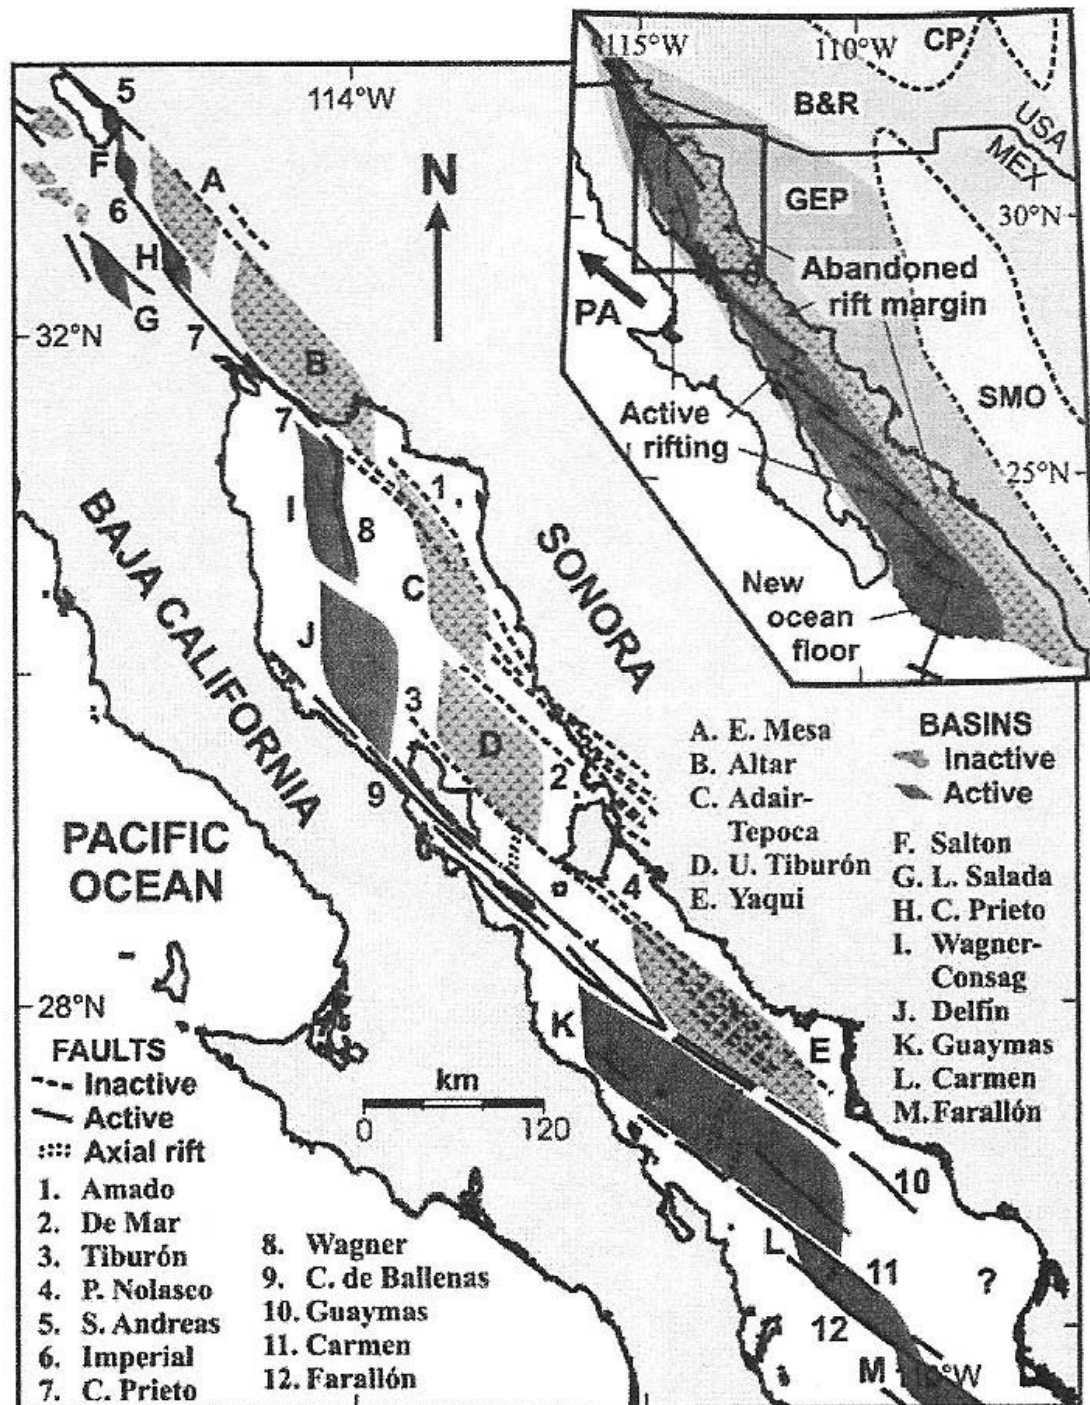 115°W
110°W
CP
B&R
USA
MEX
GEP
30°N
Abandoned
rift margin
PA
SMO
Active
rifting
25°N
New
ocean
floor
5
114°W
F
A
N
6
H
G
32°N
7
B
7
1
I
8
BAJA CALIFORNIA
SONORA
C
J
3
D
2
9
4
PACIFIC
OCEAN
28°N
K
E
km
0
120
10
L
11
?
12
M
A. E. Mesa
B. Altar
C. Adair-
Tepoca
D. U. Tiburón
E. Yaqui
BASINS
Inactive
Active
F. Salton
G. L. Salada
H. C. Prieto
I. Wagner-
Consag
J. Delfín
K. Guaymas
L. Carmen
M. Farallón
FAULTS
Inactive
Active
Axial rift
1. Amado
2. De Mar
3. Tiburón
4. P. Nolasco
5. S. Andreas
6. Imperial
7. C. Prieto
8. Wagner
9. C. de Ballenas
10. Guaymas
11. Carmen
12. Farallón